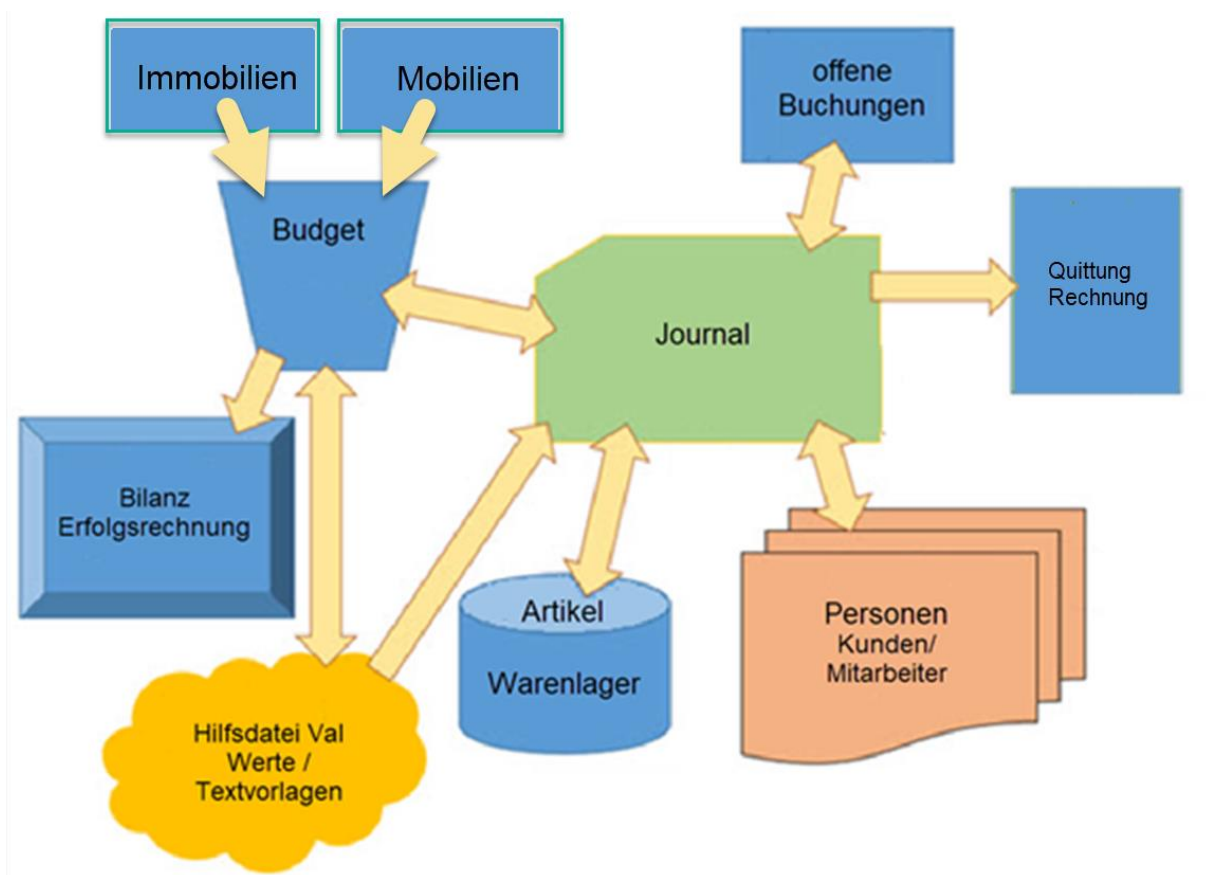 Immobilien
Mobilien
offene
Buchungen
Budget
Quittung
Rechnung
Journal
Bilanz
Erfolgsrechnung
Artikel
Warenlager
Personen
Kunden/
Mitarbeiter
Hilfsdatei Val
Werte /
Textvorlagen